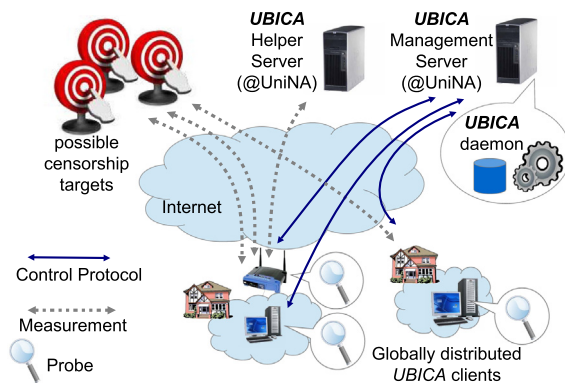 UBICA
Helper
Server
(@UniNA)
UBICA
Management
Server
(@UniNA)
possible
censorship
targets
UBICA
daemon
Internet
Control Protocol
Measurement
Probe
Globally distributed
UBICA clients